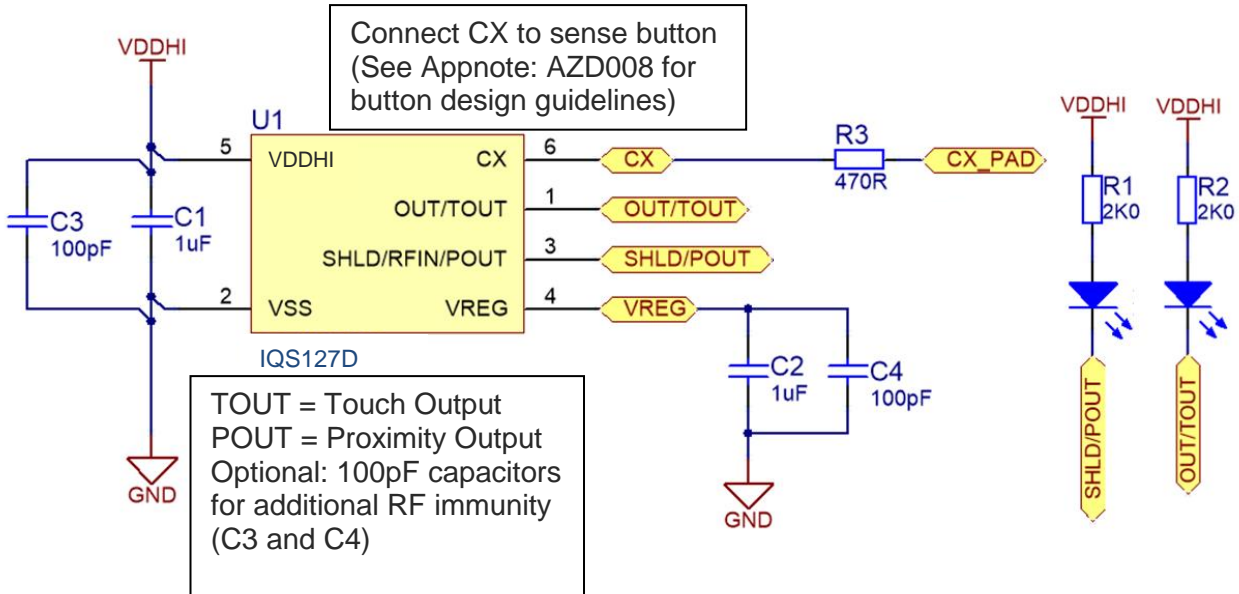 Connect CX to sense button
(See Appnote: AZD008 for
button design guidelines)
VDDHI
U1
5
VDDHI
CX
6
CX
R3
470R
CX_PAD
OUT/TOUT
1
OUT/TOUT
SHLD/RFIN/POUT
3
SHLD/POUT
2
VSS
VREG
4
VREG
IQS127D
C3
100pF
C1
1uF
GND
C2
1uF
C4
100pF
GND
TOUT = Touch Output
POUT = Proximity Output
Optional: 100pF capacitors
for additional RF immunity
(C3 and C4)
VDDHI
R1
2K0
SHLD/POUT
VDDHI
R2
2K0
OUT/TOUT